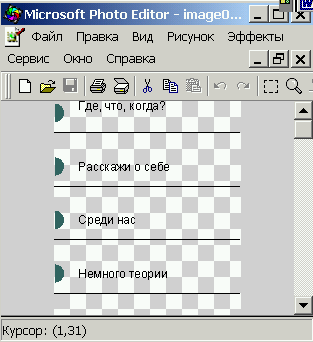 Microsoft Photo Editor - image0...
Файл Правка Вид Рисунок Эффекты
Сервис Окно Справка
Где, что, когда?
Расскажи о себе
Среди нас
Немного теории
Курсор: (1,31)